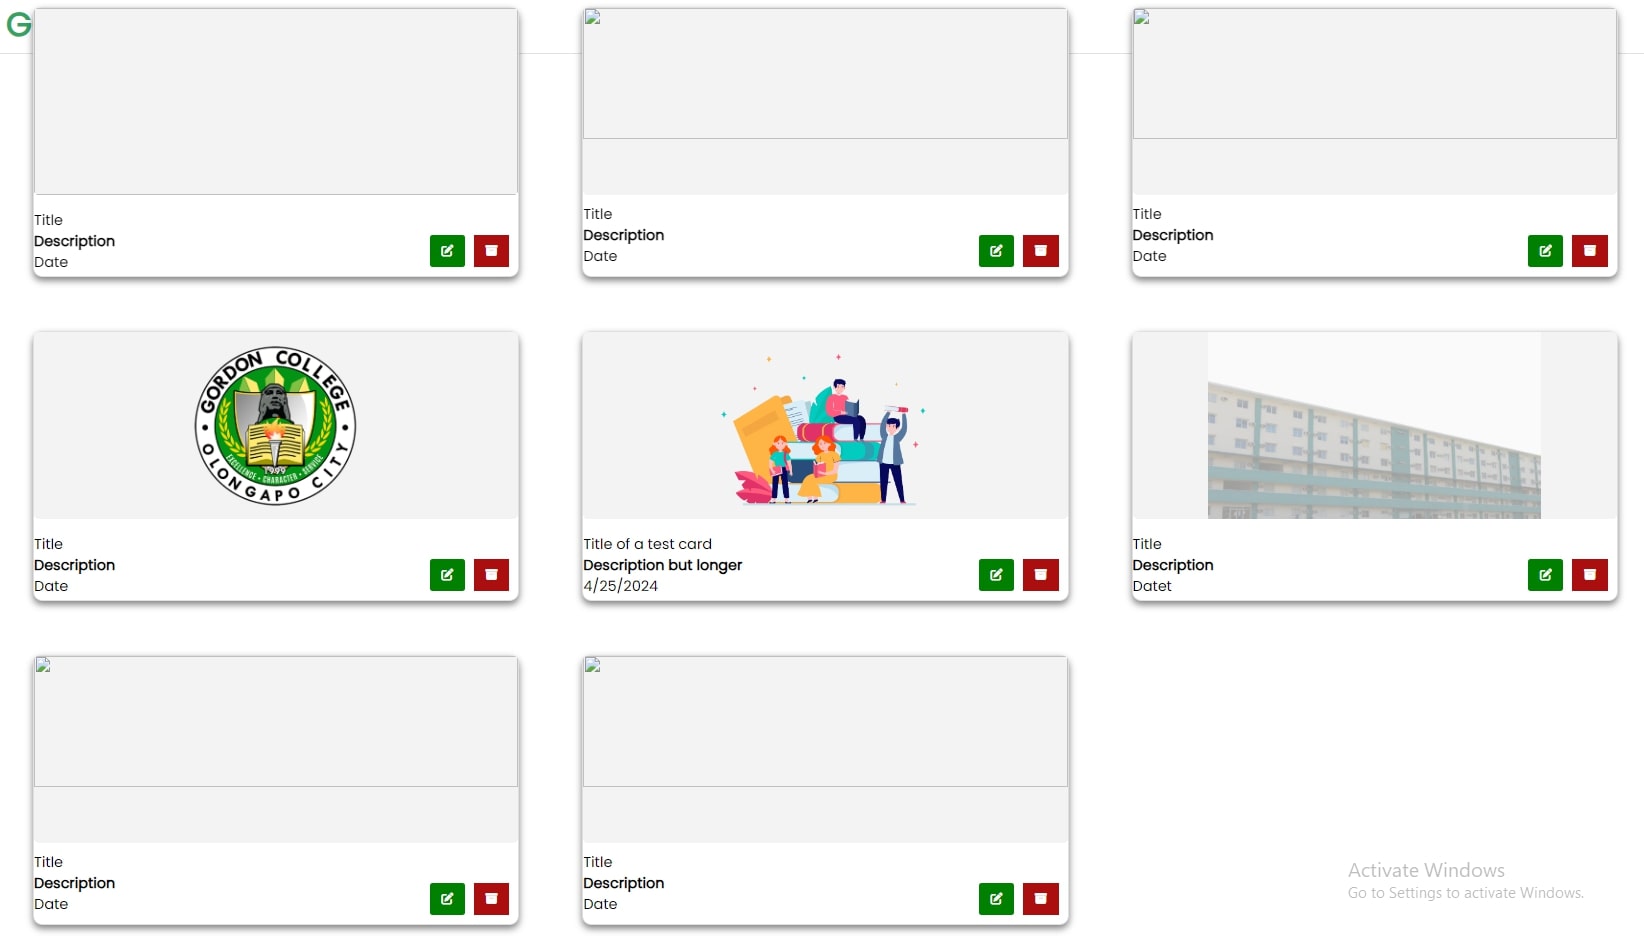 G
Title
Description
Date
Title
Description
Date
Title
Description
Date
GORDON COLLEGE
OLONGAPO CITY
EXCELLENCE • CHARACTER • SERVICE
1999
Title
Description
Date
Title of a test card
Description but longer
4/25/2024
Title
Description
Datet
Title
Description
Date
Title
Description
Date
Activate Windows
Go to Settings to activate Windows.